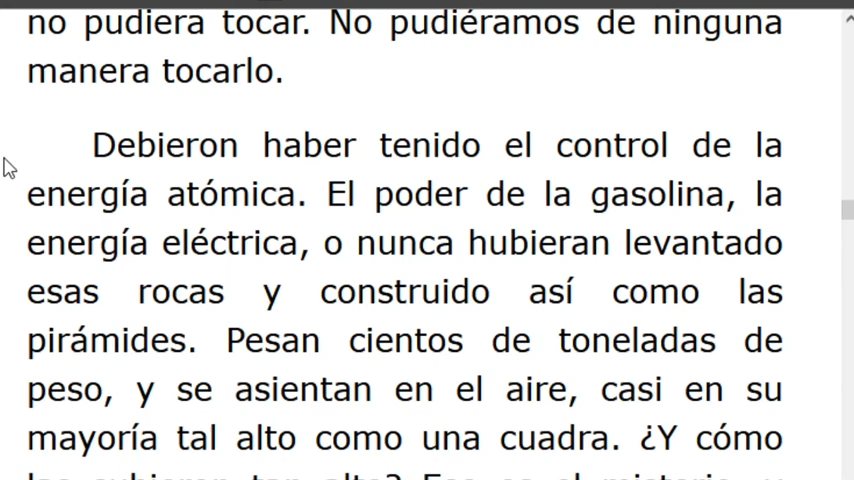 no pudiera tocar. No pudiéramos de ninguna
manera tocarlo.
Debieron haber tenido el control de la
energía atómica. El poder de la gasolina, la
energía eléctrica, o nunca hubieran levantado
esas rocas y construido así como las
pirámides. Pesan cientos de toneladas de
peso, y se asientan en el aire, casi en su
mayoría tal alto como una cuadra. ¿Y cómo